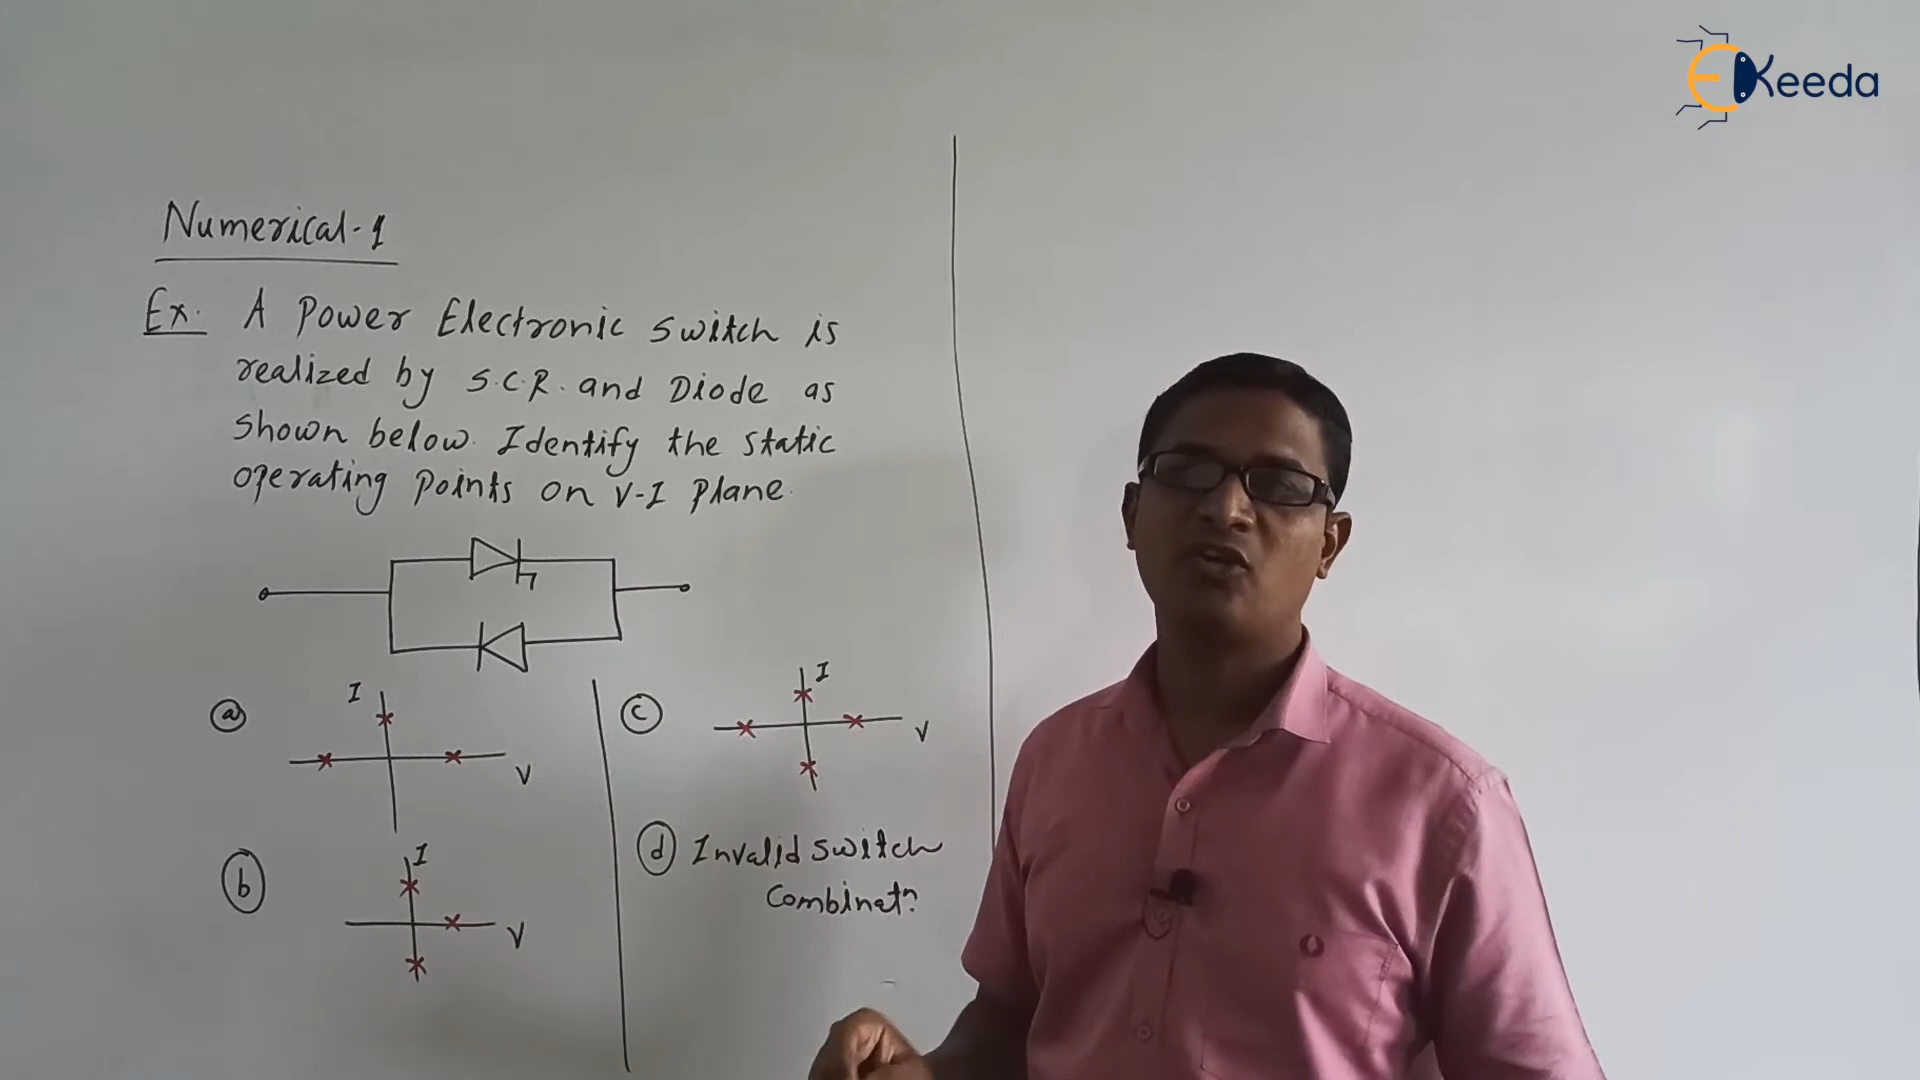 EKeeda
Numerical-1
Ex. A Power Electronic switch is
realized by S.C.R. and Diode as
shown below. Identify the static
operating points on V-I plane.
a I V
c I V
b I V
d Invalid switch
Combinatn